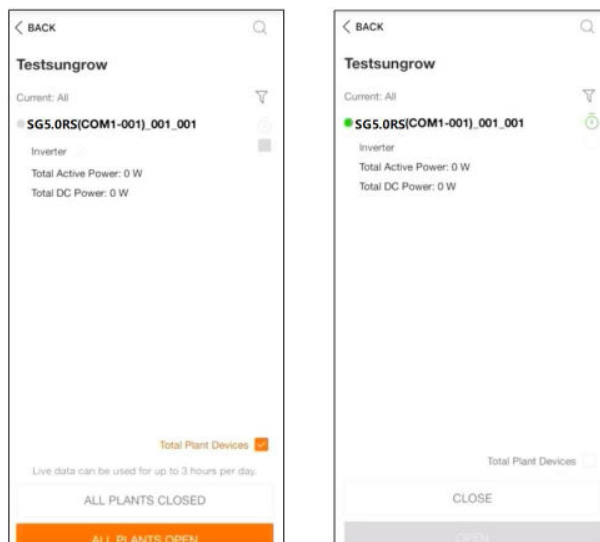 BACK
Testsungrow
Current: All
SG5.0RS(COM1-001)_001_001
Inverter
Total Active Power: 0 W
Total DC Power: 0 W
Total Plant Devices
Live data can be used for up to 3 hours per day.
ALL PLANTS CLOSED
ALL PLANTS OPEN
BACK
Testsungrow
Current: All
SG5.0RS(COM1-001)_001_001
Inverter
Total Active Power: 0 W
Total DC Power: 0 W
Total Plant Devices
CLOSE
OPEN